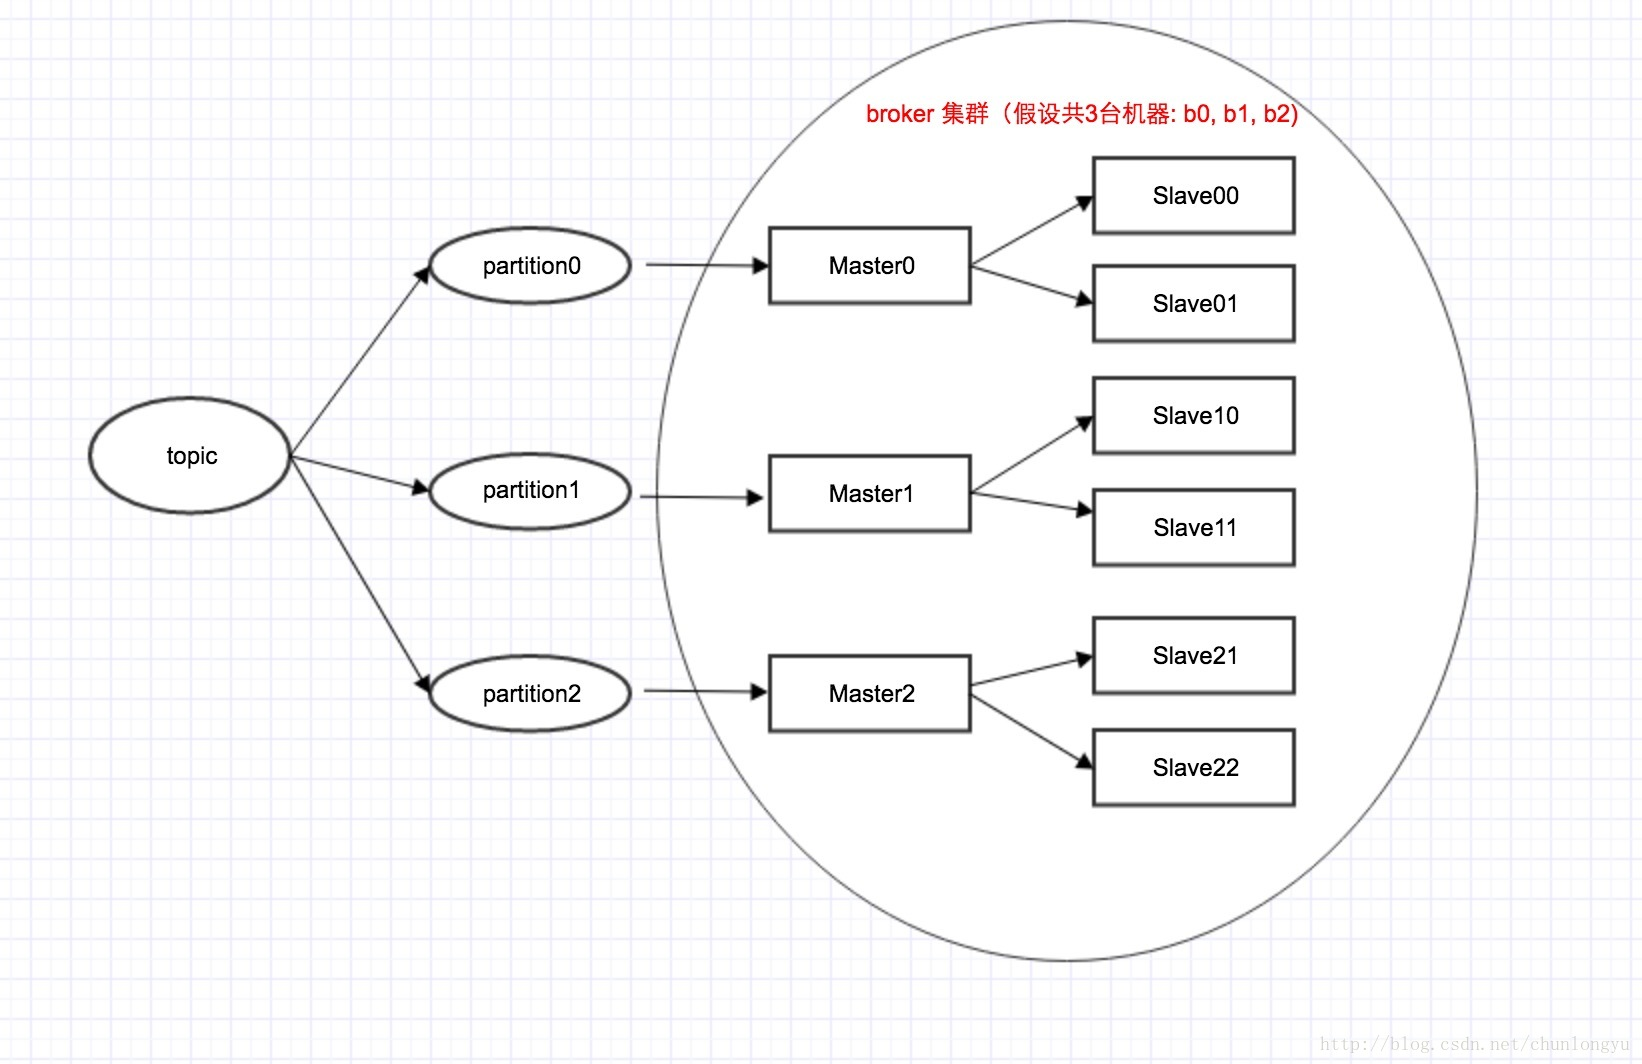 broker 集群（假设共3台机器: b0, b1, b2)
Slave00
partition0
Master0
Slave01
Slave10
topic
partition1
Master1
Slave11
Slave21
partition2
Master2
Slave22
http://blog.csdn.net/chunlongyu